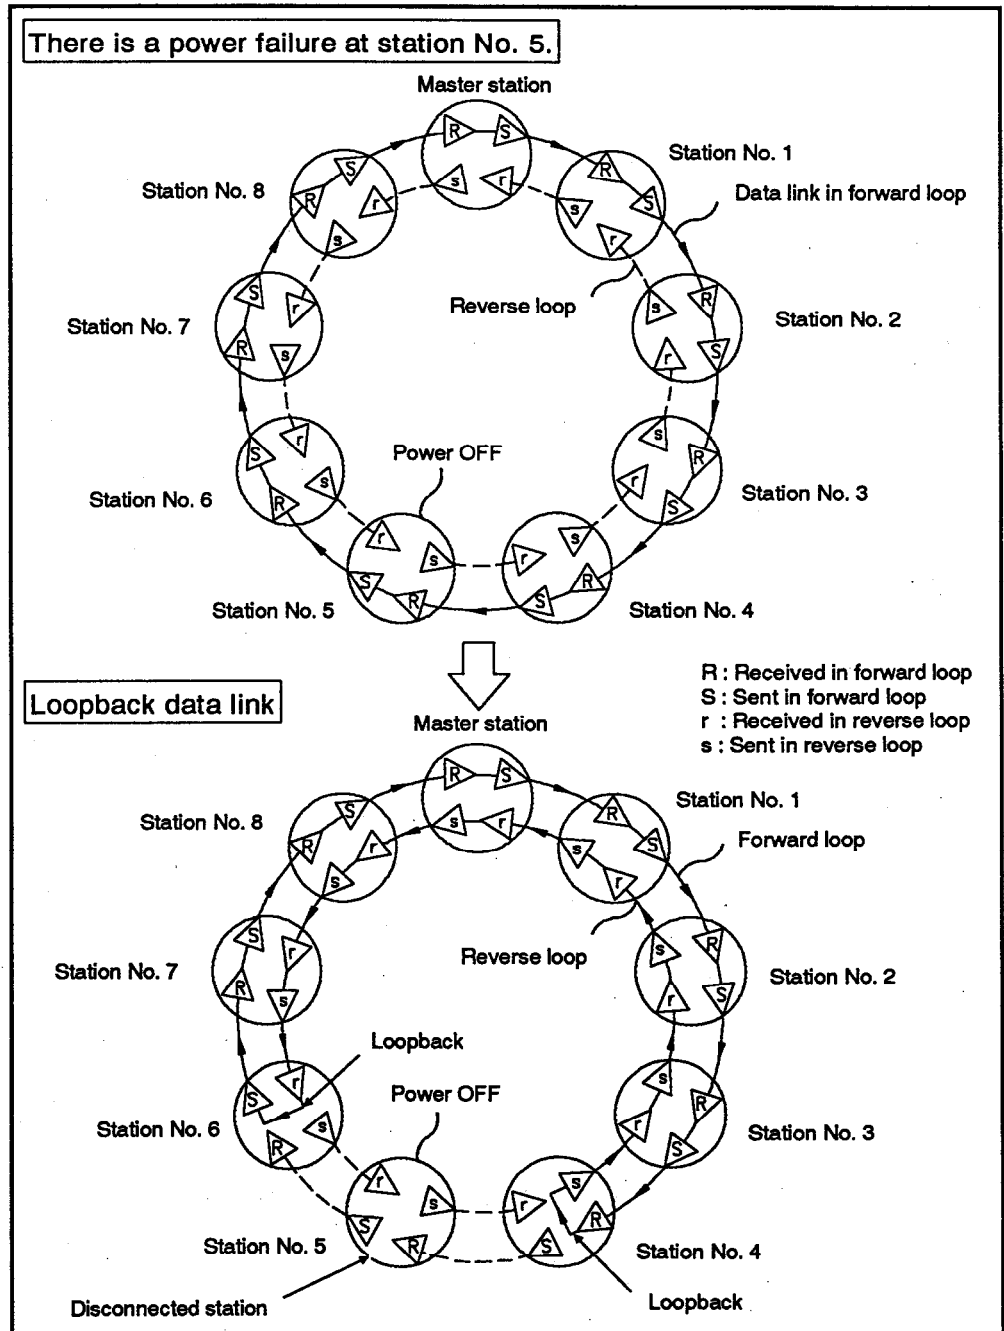 There is a power failure at station No. 5.
Master station
R S
s r
Station No. 1
R
S
s
r
Data link in forward loop
Station No. 8
S
R
r
s
Reverse loop
Station No. 2
R
s
S
r
Station No. 7
S
r
R
s
Power OFF
Station No. 3
s
R
r
S
Station No. 6
r
S
s
R
Station No. 5
r
s
S
R
Station No. 4
s
r
R
S
R : Received in forward loop
S : Sent in forward loop
r : Received in reverse loop
s : Sent in reverse loop
Loopback data link
Master station
R S
s r
Station No. 1
R
S
s
r
Forward loop
Station No. 8
S
R
r
s
Reverse loop
Station No. 2
R
s
S
r
Station No. 7
S
r
R
s
Loopback
Power OFF
Station No. 3
s
R
r
S
Station No. 6
r
S
s
R
Station No. 5
r
s
S
R
Station No. 4
s
r
R
S
Disconnected station
Loopback